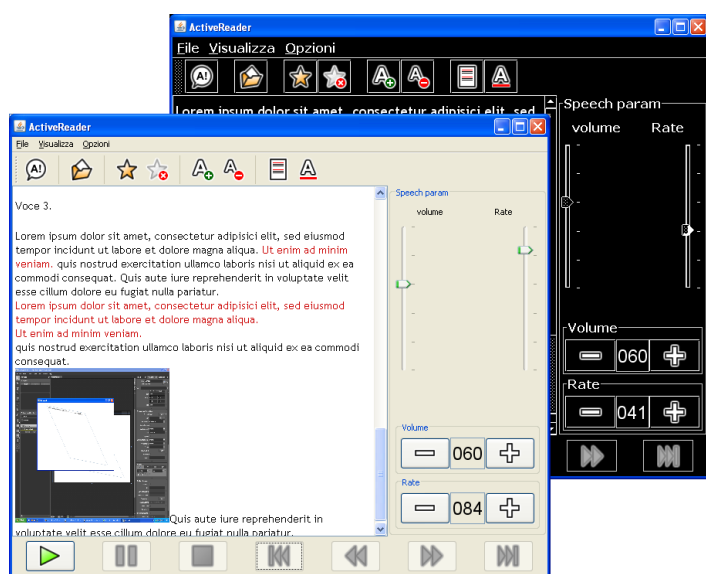 ActiveReader
File Visualizza Opzioni
A!
A A
A
Lorem ipsum dolor sit amet, consectetur adipisici elit, sed
Speech param
volume Rate
Volume
060
Rate
041
ActiveReader
File Visualizza Opzioni
A!
A A
A
Voce 3.
Lorem ipsum dolor sit amet, consectetur adipisici elit, sed eiusmod
tempor incidunt ut labore et dolore magna aliqua. Ut enim ad minim
veniam. quis nostrud exercitation ullamco laboris nisi ut aliquid ex ea
commodi consequat. Quis aute iure reprehenderit in voluptate velit
esse cillum dolore eu fugiat nulla pariatur.
Lorem ipsum dolor sit amet, consectetur adipisici elit, sed eiusmod
tempor incidunt ut labore et dolore magna aliqua.
Ut enim ad minim veniam.
quis nostrud exercitation ullamco laboris nisi ut aliquid ex ea commodi
consequat.
Quis aute iure reprehenderit in
voluptate velit esse cillum dolore eu fugiat nulla pariatur.
Speech param
volume Rate
Volume
060
Rate
084